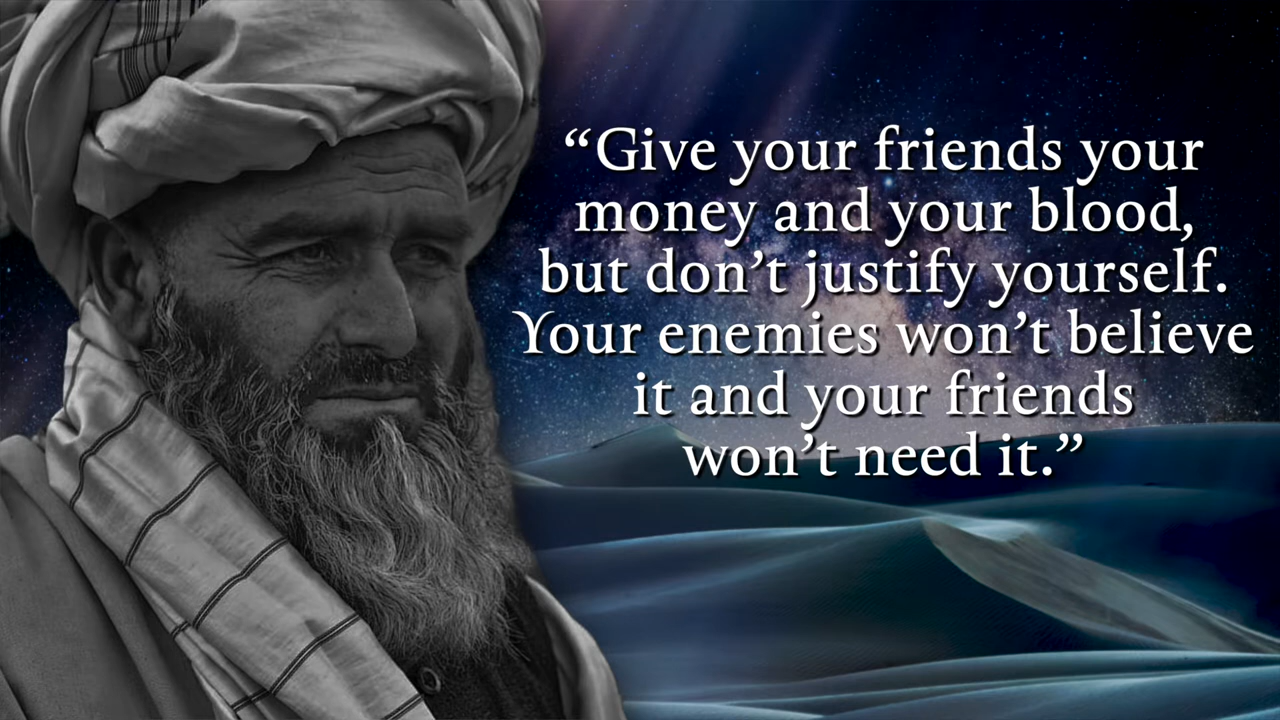 “Give your friends your
money and your blood,
but don’t justify yourself.
Your enemies won’t believe
it and your friends
won’t need it.”